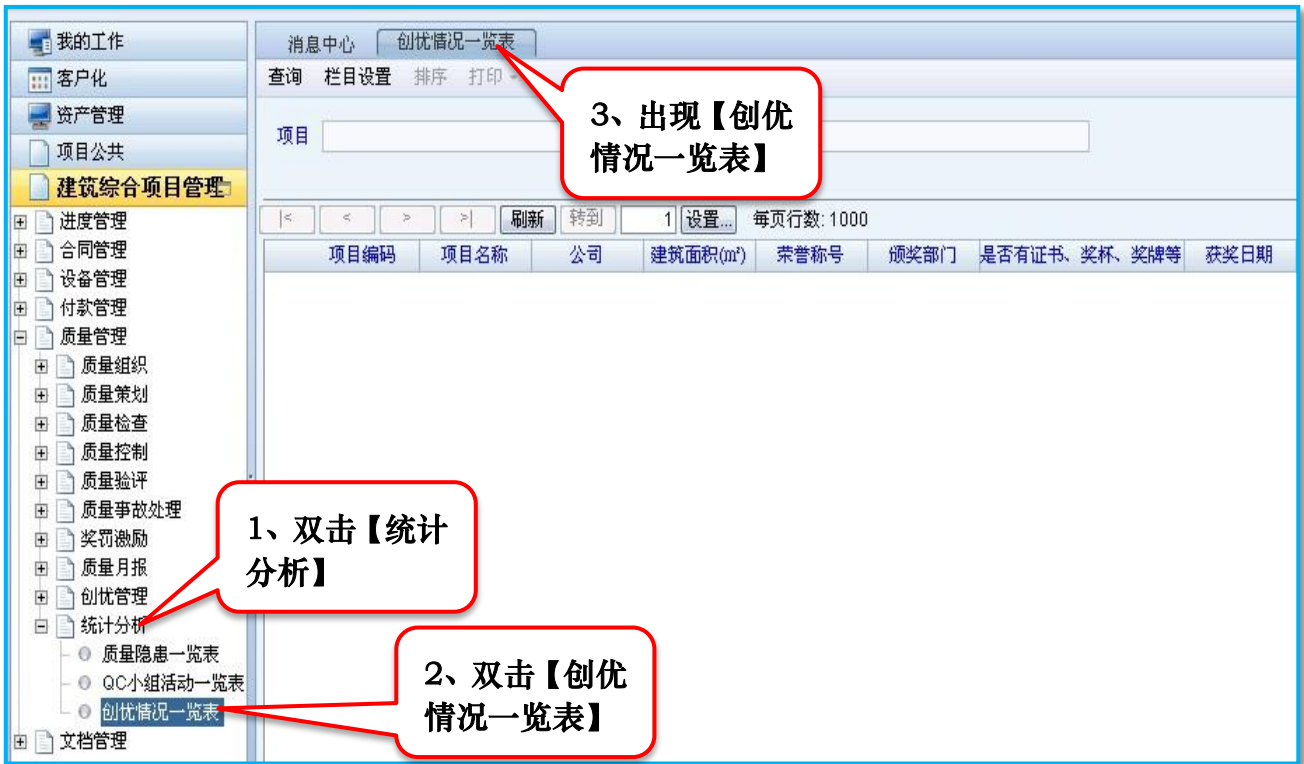 我的工作
客户化
资产管理
项目公共
建筑综合项目管理
进度管理
合同管理
设备管理
付款管理
质量管理
质量组织
质量策划
质量检查
质量控制
质量验评
质量事故处理
奖罚激励
质量月报
创优管理
统计分析
质量隐患一览表
QC小组活动一览表
创优情况一览表
文档管理
消息中心 创优情况一览表
查询 栏目设置 排序 打印
项目
|< < > >| 刷新 转到 1 设置... 每页行数: 1000
项目编码 项目名称 公司 建筑面积(m²) 荣誉称号 颁奖部门 是否有证书、奖杯、奖牌等 获奖日期
3、出现【创优
情况一览表】
1、双击【统计
分析】
2、双击【创优
情况一览表】